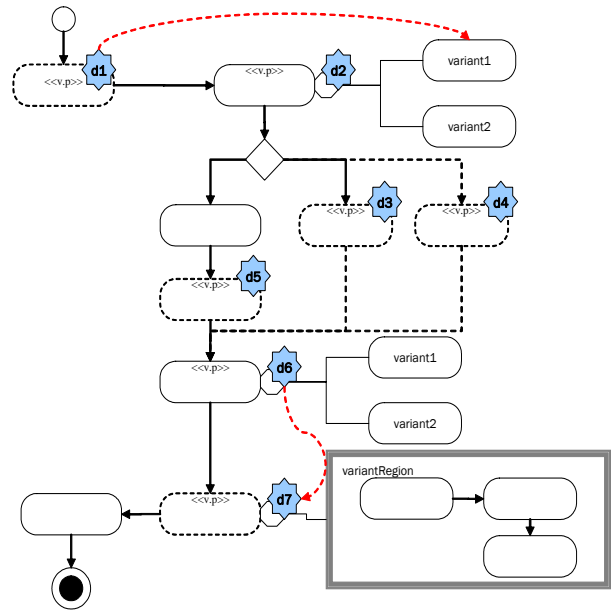 d1
<<v.p>>
<<v.p>>
d2
variant1
variant2
<<v.p>>
d3
<<v.p>>
d4
<<v.p>>
d5
<<v.p>>
d6
variant1
variant2
<<v.p>>
d7
variantRegion